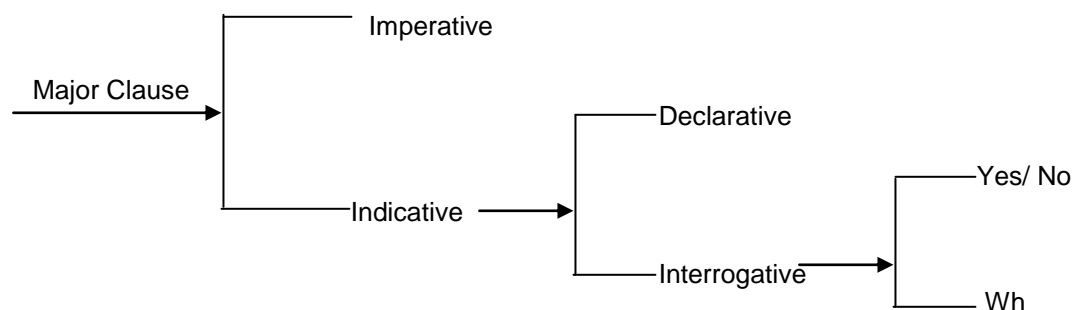 Imperative
Major Clause
Declarative
Yes/ No
Indicative
Interrogative
Wh